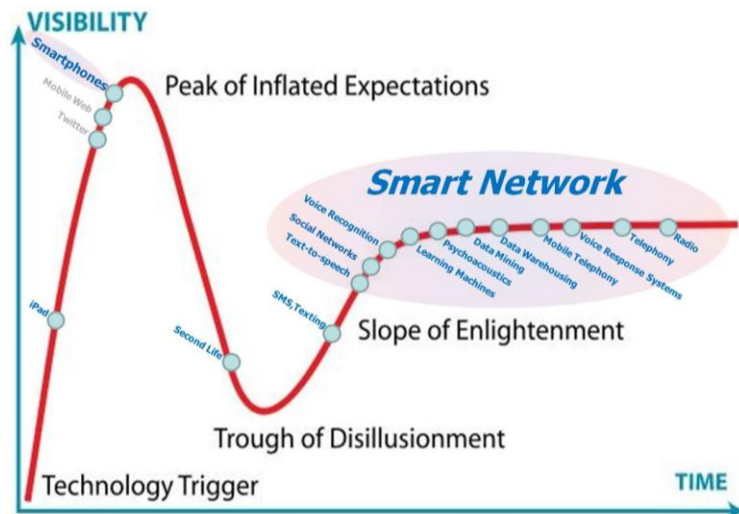 VISIBILITY
Smartphones
Peak of Inflated Expectations
Mobile Web
Twitter
Smart Network
Voice Recognition
Social Networks
Text-to-speech
Learning Machines
Psychoacoustics
Data Mining
Data Warehousing
Mobile Telephony
Voice Response Systems
Telephony
Radio
iPad
SMS,Texting
Second Life
Slope of Enlightenment
Trough of Disillusionment
Technology Trigger
TIME